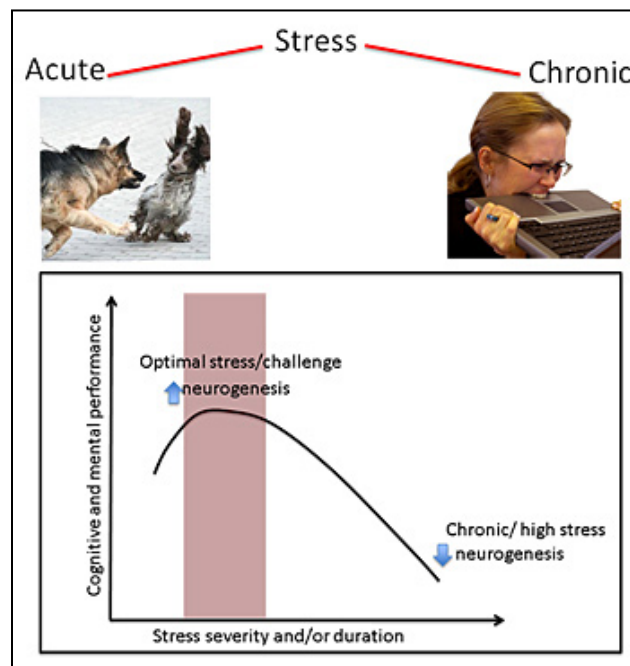 Stress
Acute
Chronic
Optimal stress/challenge
neurogenesis
Cognitive and mental performance
Chronic/ high stress
neurogenesis
Stress severity and/or duration